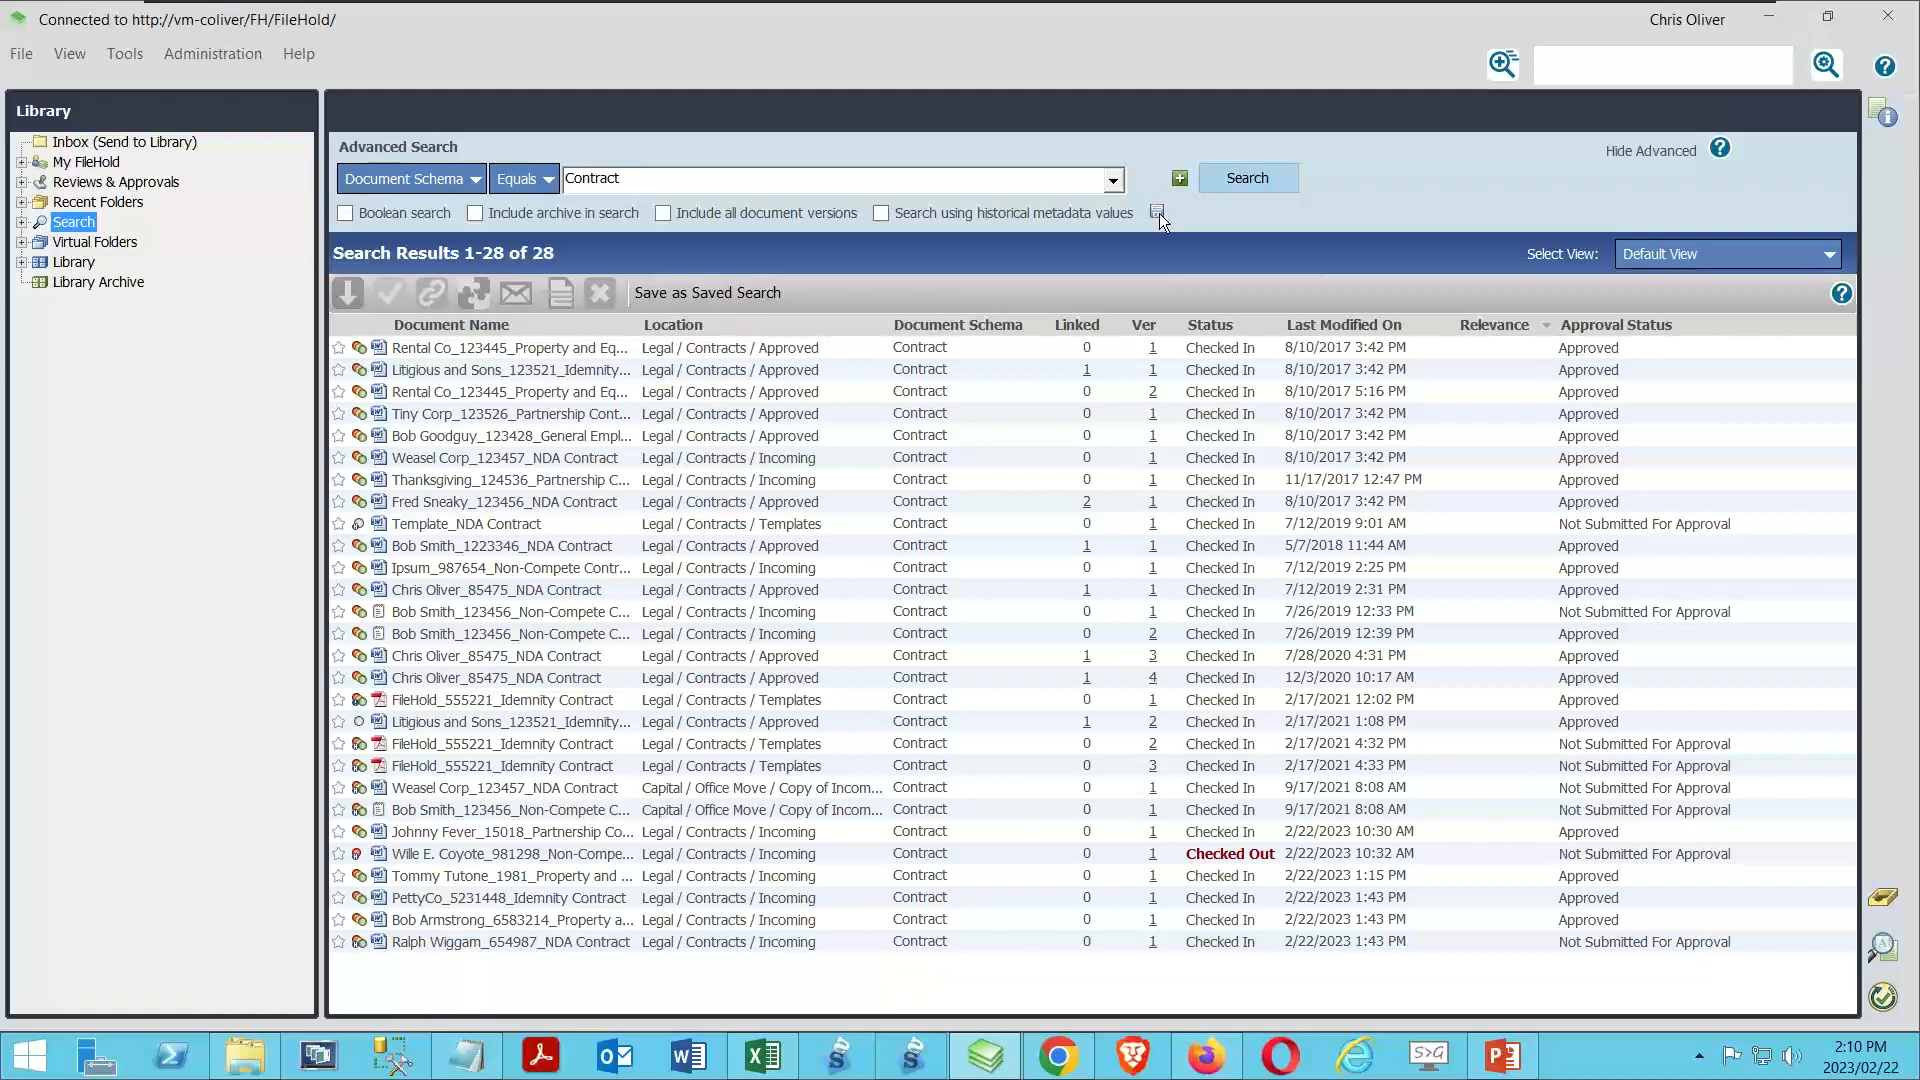 Connected to http://vm-coliver/FH/FileHold/
Chris Oliver
File View Tools Administration Help
Library
Inbox (Send to Library)
My FileHold
Reviews & Approvals
Recent Folders
Search
Virtual Folders
Library
Library Archive
Advanced Search
Hide Advanced
Document Schema Equals Contract Search
Boolean search Include archive in search Include all document versions Search using historical metadata values
Search Results 1-28 of 28 Select View: Default View
Save as Saved Search
Document Name Location Document Schema Linked Ver Status Last Modified On Relevance Approval Status
Rental Co_123445_Property and Eq... Legal / Contracts / Approved Contract 0 1 Checked In 8/10/2017 3:42 PM Approved
Litigious and Sons_123521_Idemnity... Legal / Contracts / Approved Contract 1 1 Checked In 8/10/2017 3:42 PM Approved
Rental Co_123445_Property and Eq... Legal / Contracts / Approved Contract 0 2 Checked In 8/10/2017 5:16 PM Approved
Tiny Corp_123526_Partnership Cont... Legal / Contracts / Approved Contract 0 1 Checked In 8/10/2017 3:42 PM Approved
Bob Goodguy_123428_General Empl... Legal / Contracts / Approved Contract 0 1 Checked In 8/10/2017 3:42 PM Approved
Weasel Corp_123457_NDA Contract Legal / Contracts / Incoming Contract 0 1 Checked In 8/10/2017 3:42 PM Approved
Thanksgiving_124536_Partnership C... Legal / Contracts / Incoming Contract 0 1 Checked In 11/17/2017 12:47 PM Approved
Fred Sneaky_123456_NDA Contract Legal / Contracts / Approved Contract 2 1 Checked In 8/10/2017 3:42 PM Approved
Template_NDA Contract Legal / Contracts / Templates Contract 0 1 Checked In 7/12/2019 9:01 AM Not Submitted For Approval
Bob Smith_1223346_NDA Contract Legal / Contracts / Approved Contract 1 1 Checked In 5/7/2018 11:44 AM Approved
Ipsum_987654_Non-Compete Contr... Legal / Contracts / Incoming Contract 0 1 Checked In 7/12/2019 2:25 PM Approved
Chris Oliver_85475_NDA Contract Legal / Contracts / Approved Contract 1 1 Checked In 7/12/2019 2:31 PM Approved
Bob Smith_123456_Non-Compete C... Legal / Contracts / Incoming Contract 0 1 Checked In 7/26/2019 12:33 PM Not Submitted For Approval
Bob Smith_123456_Non-Compete C... Legal / Contracts / Incoming Contract 0 2 Checked In 7/26/2019 12:39 PM Approved
Chris Oliver_85475_NDA Contract Legal / Contracts / Approved Contract 1 3 Checked In 7/28/2020 4:31 PM Approved
Chris Oliver_85475_NDA Contract Legal / Contracts / Approved Contract 1 4 Checked In 12/3/2020 10:17 AM Approved
FileHold_555221_Idemnity Contract Legal / Contracts / Templates Contract 0 1 Checked In 2/17/2021 12:02 PM Approved
Litigious and Sons_123521_Idemnity... Legal / Contracts / Approved Contract 1 2 Checked In 2/17/2021 1:08 PM Approved
FileHold_555221_Idemnity Contract Legal / Contracts / Templates Contract 0 2 Checked In 2/17/2021 4:32 PM Not Submitted For Approval
FileHold_555221_Idemnity Contract Legal / Contracts / Templates Contract 0 3 Checked In 2/17/2021 4:33 PM Not Submitted For Approval
Weasel Corp_123457_NDA Contract Capital / Office Move / Copy of Incom... Contract 0 1 Checked In 9/17/2021 8:08 AM Not Submitted For Approval
Bob Smith_123456_Non-Compete C... Capital / Office Move / Copy of Incom... Contract 0 1 Checked In 9/17/2021 8:08 AM Not Submitted For Approval
Johnny Fever_15018_Partnership Co... Legal / Contracts / Incoming Contract 0 1 Checked In 2/22/2023 10:30 AM Approved
Wille E. Coyote_981298_Non-Compe... Legal / Contracts / Incoming Contract 0 1 Checked Out 2/22/2023 10:32 AM Not Submitted For Approval
Tommy Tutone_1981_Property and ... Legal / Contracts / Incoming Contract 0 1 Checked In 2/22/2023 1:15 PM Approved
PettyCo_5231448_Idemnity Contract Legal / Contracts / Incoming Contract 0 1 Checked In 2/22/2023 1:43 PM Approved
Bob Armstrong_6583214_Property a... Legal / Contracts / Incoming Contract 0 1 Checked In 2/22/2023 1:43 PM Approved
Ralph Wiggam_654987_NDA Contract Legal / Contracts / Incoming Contract 0 1 Checked In 2/22/2023 1:43 PM Not Submitted For Approval
2:10 PM
2023/02/22